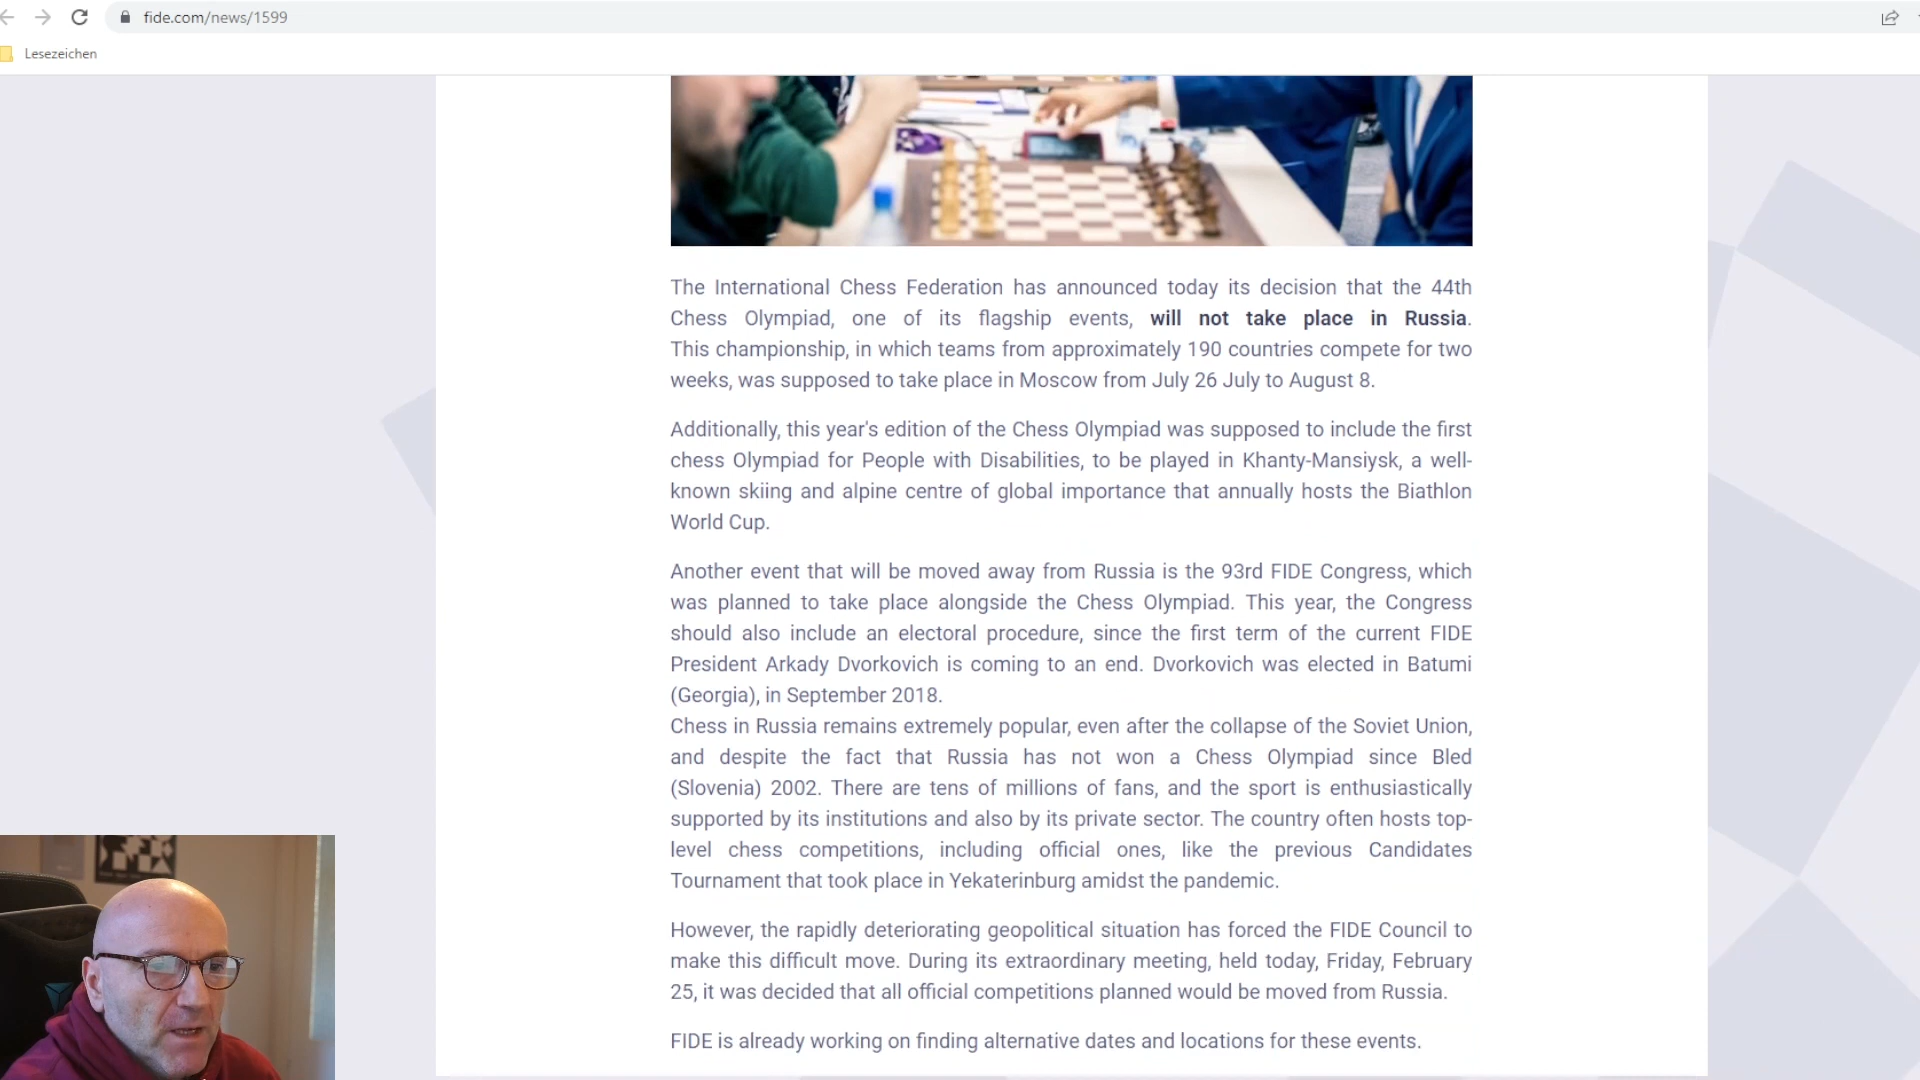 fide.com/news/1599
Lesezeichen
The International Chess Federation has announced today its decision that the 44th
Chess Olympiad, one of its flagship events, will not take place in Russia.
This championship, in which teams from approximately 190 countries compete for two
weeks, was supposed to take place in Moscow from July 26 July to August 8.
Additionally, this year's edition of the Chess Olympiad was supposed to include the first
chess Olympiad for People with Disabilities, to be played in Khanty-Mansiysk, a well-
known skiing and alpine centre of global importance that annually hosts the Biathlon
World Cup.
Another event that will be moved away from Russia is the 93rd FIDE Congress, which
was planned to take place alongside the Chess Olympiad. This year, the Congress
should also include an electoral procedure, since the first term of the current FIDE
President Arkady Dvorkovich is coming to an end. Dvorkovich was elected in Batumi
(Georgia), in September 2018.
Chess in Russia remains extremely popular, even after the collapse of the Soviet Union,
and despite the fact that Russia has not won a Chess Olympiad since Bled
(Slovenia) 2002. There are tens of millions of fans, and the sport is enthusiastically
supported by its institutions and also by its private sector. The country often hosts top-
level chess competitions, including official ones, like the previous Candidates
Tournament that took place in Yekaterinburg amidst the pandemic.
However, the rapidly deteriorating geopolitical situation has forced the FIDE Council to
make this difficult move. During its extraordinary meeting, held today, Friday, February
25, it was decided that all official competitions planned would be moved from Russia.
FIDE is already working on finding alternative dates and locations for these events.